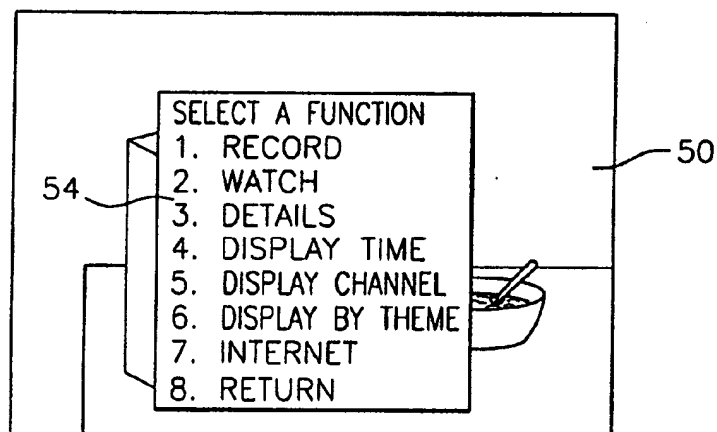 SELECT A FUNCTION
1. RECORD
2. WATCH
3. DETAILS
4. DISPLAY TIME
5. DISPLAY CHANNEL
6. DISPLAY BY THEME
7. INTERNET
8. RETURN
54
50